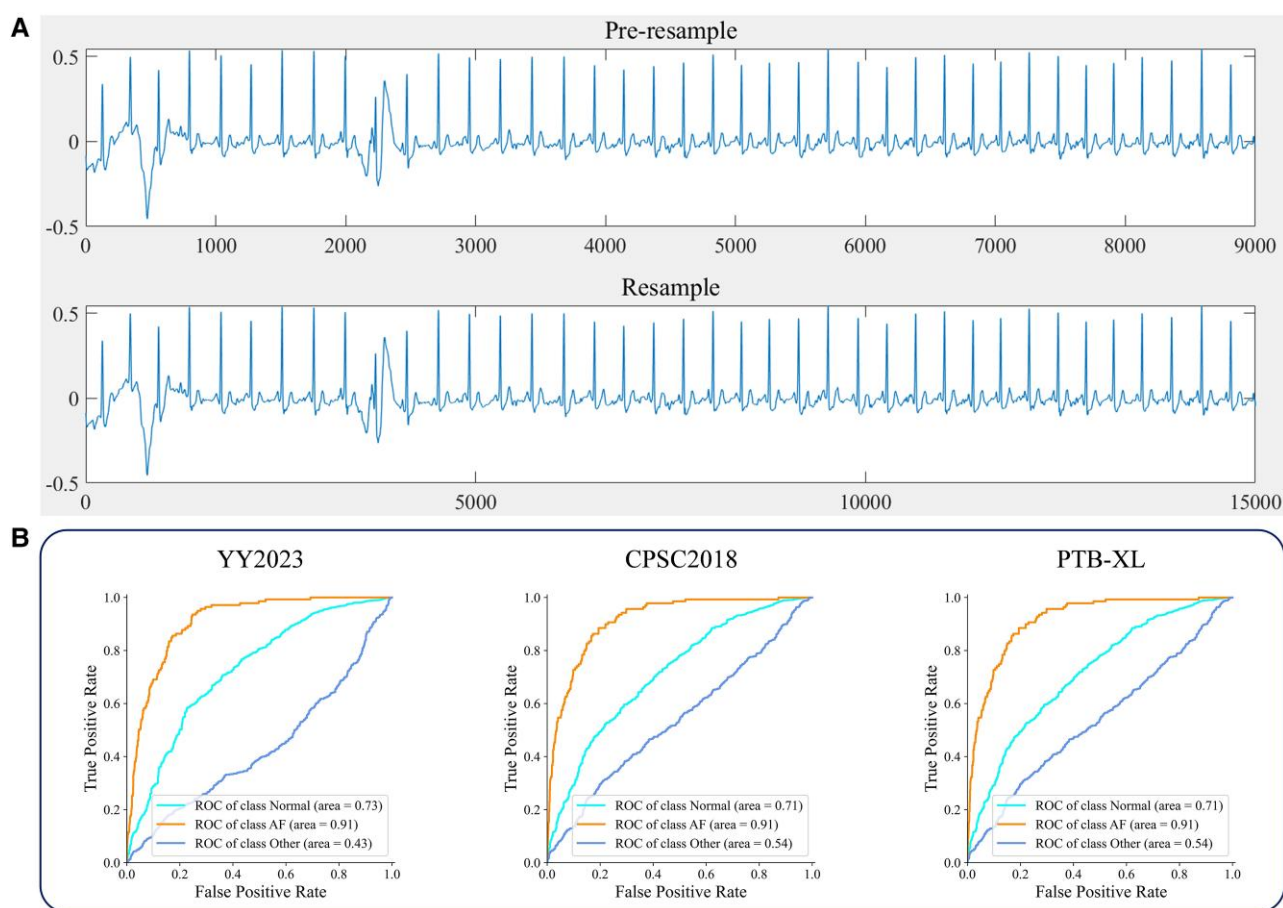 A
Pre-resample
0.5
0
-0.5
0 1000 2000 3000 4000 5000 6000 7000 8000 9000
Resample
0.5
0
-0.5
0 5000 10000 15000
B
YY2023 CPSC2018 PTB-XL
True Positive Rate
1.0
0.8
0.6
0.4
0.2
0.0
ROC of class Normal (area = 0.73)
ROC of class AF (area = 0.91)
ROC of class Other (area = 0.43)
0.0 0.2 0.4 0.6 0.8 1.0
False Positive Rate
True Positive Rate
1.0
0.8
0.6
0.4
0.2
0.0
ROC of class Normal (area = 0.71)
ROC of class AF (area = 0.91)
ROC of class Other (area = 0.54)
0.0 0.2 0.4 0.6 0.8 1.0
False Positive Rate
True Positive Rate
1.0
0.8
0.6
0.4
0.2
0.0
ROC of class Normal (area = 0.71)
ROC of class AF (area = 0.91)
ROC of class Other (area = 0.54)
0.0 0.2 0.4 0.6 0.8 1.0
False Positive Rate